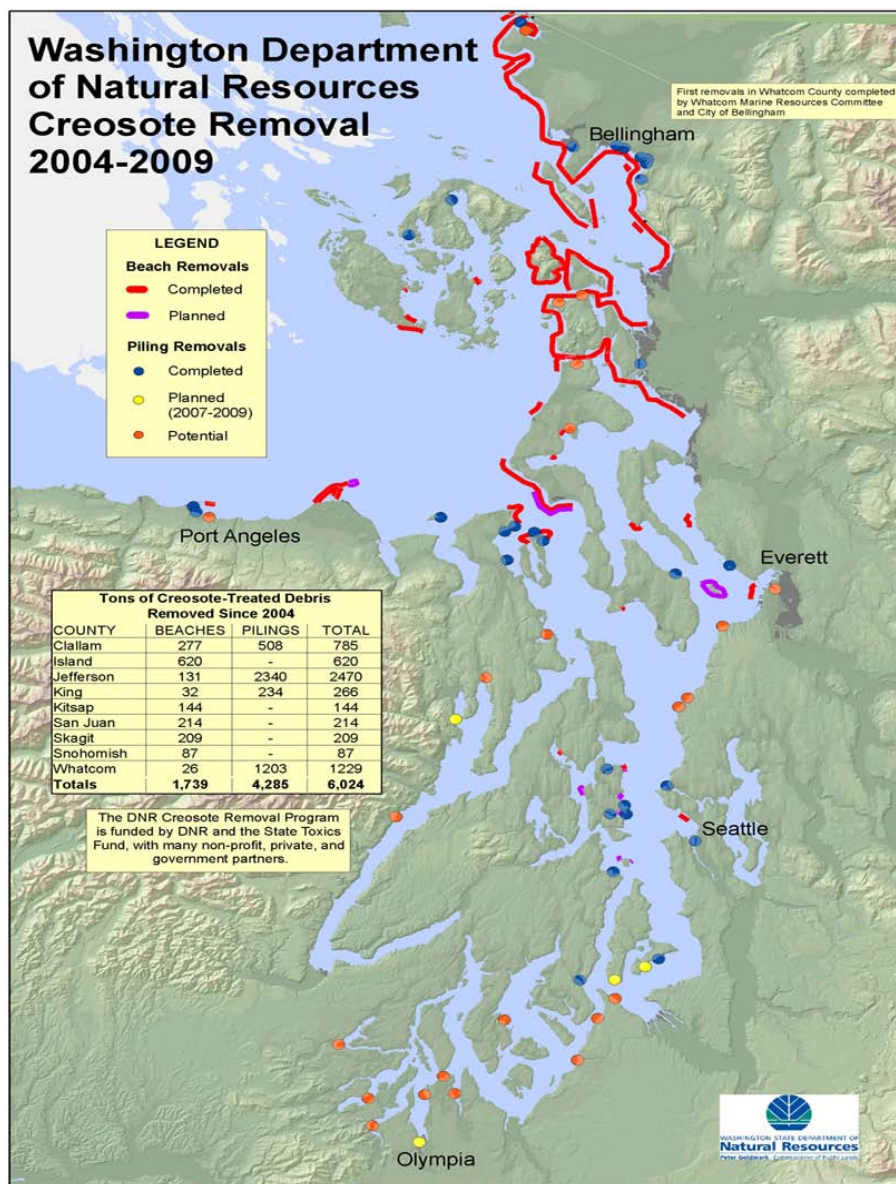 Washington Department
of Natural Resources
Creosote Removal
2004-2009
First removals in Whatcom County completed
by Whatcom Marine Resources Committee
and City of Bellingham
Bellingham
LEGEND
Beach Removals
Completed
Planned
Piling Removals
Completed
Planned
(2007-2009)
Potential
Port Angeles
Everett
Tons of Creosote-Treated Debris
Removed Since 2004
COUNTY BEACHES PILINGS TOTAL
Clallam 277 508 785
Island 620 - 620
Jefferson 131 2340 2470
King 32 234 266
Kitsap 144 - 144
San Juan 214 - 214
Skagit 209 - 209
Snohomish 87 - 87
Whatcom 26 1203 1229
Totals 1,739 4,285 6,024
The DNR Creosote Removal Program
is funded by DNR and the State Toxics
Fund, with many non-profit, private, and
government partners.
Seattle
Olympia
WASHINGTON STATE DEPARTMENT OF
Natural Resources
Peter Goldmark - Commissioner of Public Lands